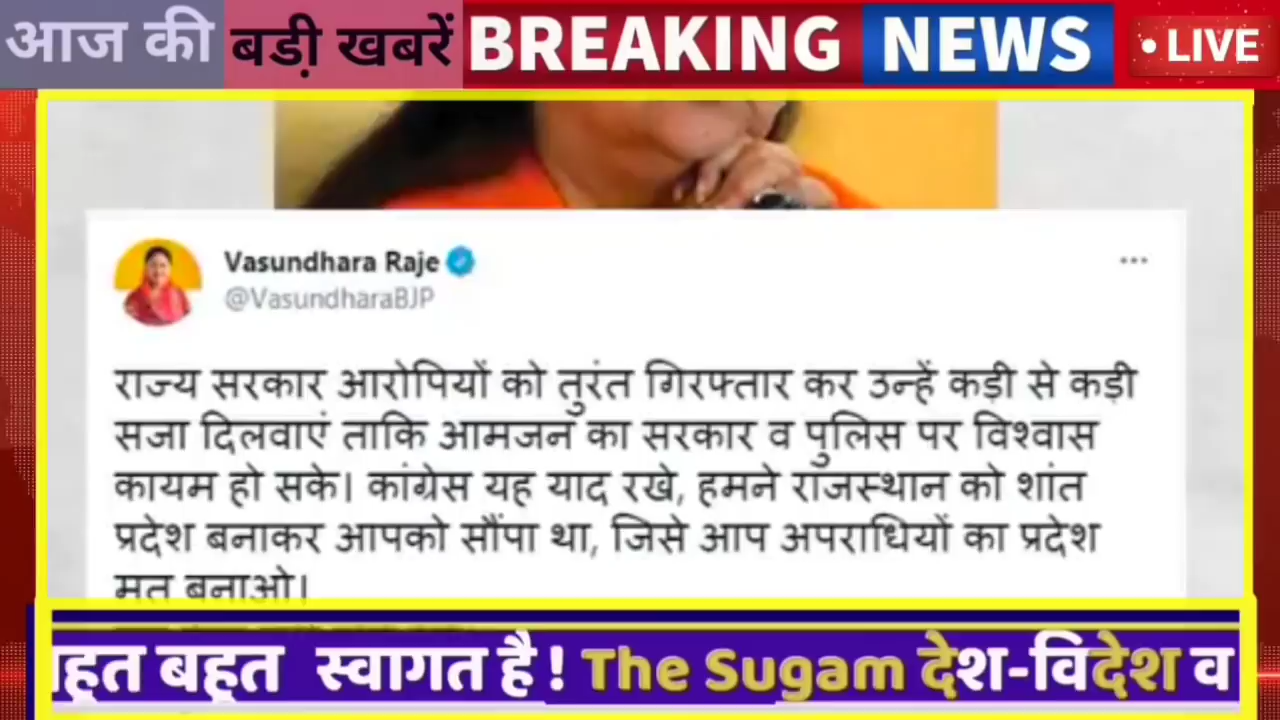 आज की बड़ी खबरें BREAKING NEWS • LIVE
Vasundhara Raje
@VasundharaBJP
राज्य सरकार आरोपियों को तुरंत गिरफ्तार कर उन्हें कड़ी से कड़ी
सजा दिलवाएं ताकि आमजन का सरकार व पुलिस पर विश्वास
कायम हो सके। कांग्रेस यह याद रखे, हमने राजस्थान को शांत
प्रदेश बनाकर आपको सौंपा था, जिसे आप अपराधियों का प्रदेश
मत बनाओ।
बहुत स्वागत है! The Sugam देश-विदेश व